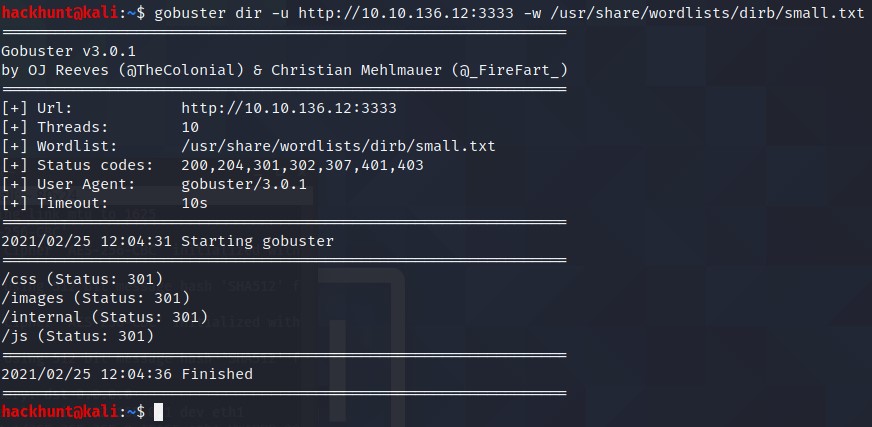 hackhunt@kali:~$ gobuster dir -u http://10.10.136.12:3333 -w /usr/share/wordlists/dirb/small.txt
===============================================================
Gobuster v3.0.1
by OJ Reeves (@TheColonial) & Christian Mehlmauer (@_FireFart_)
===============================================================
[+] Url:            http://10.10.136.12:3333
[+] Threads:        10
[+] Wordlist:       /usr/share/wordlists/dirb/small.txt
[+] Status codes:   200,204,301,302,307,401,403
[+] User Agent:     gobuster/3.0.1
[+] Timeout:        10s
===============================================================
2021/02/25 12:04:31 Starting gobuster
===============================================================
/css (Status: 301)
/images (Status: 301)
/internal (Status: 301)
/js (Status: 301)
===============================================================
2021/02/25 12:04:36 Finished
===============================================================
hackhunt@kali:~$